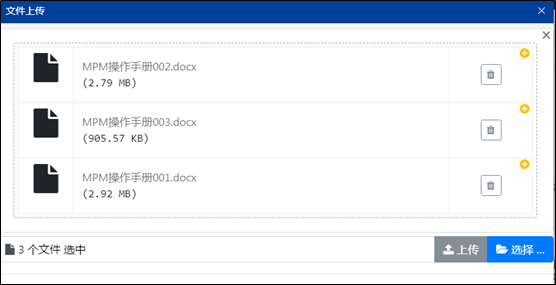 文件上传
MPM操作手册002.docx
(2.79 MB)
MPM操作手册003.docx
(905.57 KB)
MPM操作手册001.docx
(2.92 MB)
3 个文件 选中
上传
选择 ...